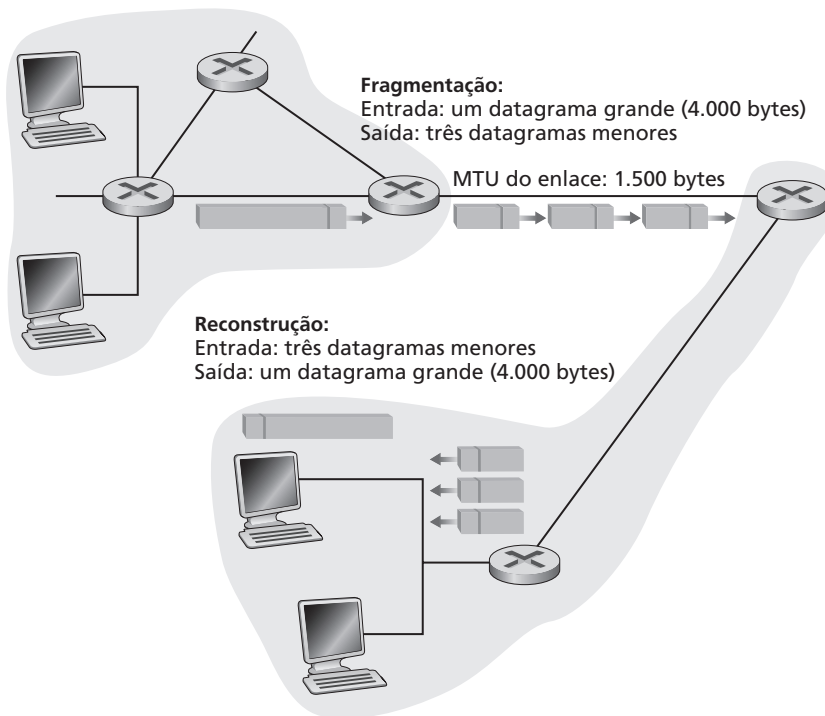 Fragmentação:
Entrada: um datagrama grande (4.000 bytes)
Saída: três datagramas menores
MTU do enlace: 1.500 bytes
Reconstrução:
Entrada: três datagramas menores
Saída: um datagrama grande (4.000 bytes)